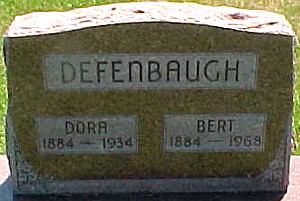 DEFENBAUGH
DORA BERT
1884 — 1934 1884 — 1968